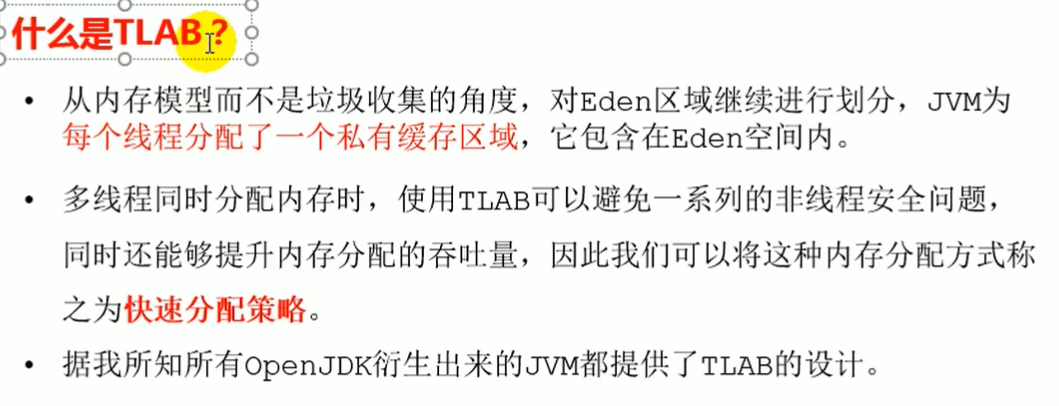 什么是TLAB?
• 从内存模型而不是垃圾收集的角度，对Eden区域继续进行划分，JVM为
每个线程分配了一个私有缓存区域，它包含在Eden空间内。
• 多线程同时分配内存时，使用TLAB可以避免一系列的非线程安全问题，
同时还能够提升内存分配的吞吐量，因此我们可以将这种内存分配方式称
之为快速分配策略。
• 据我所知所有OpenJDK衍生出来的JVM都提供了TLAB的设计。